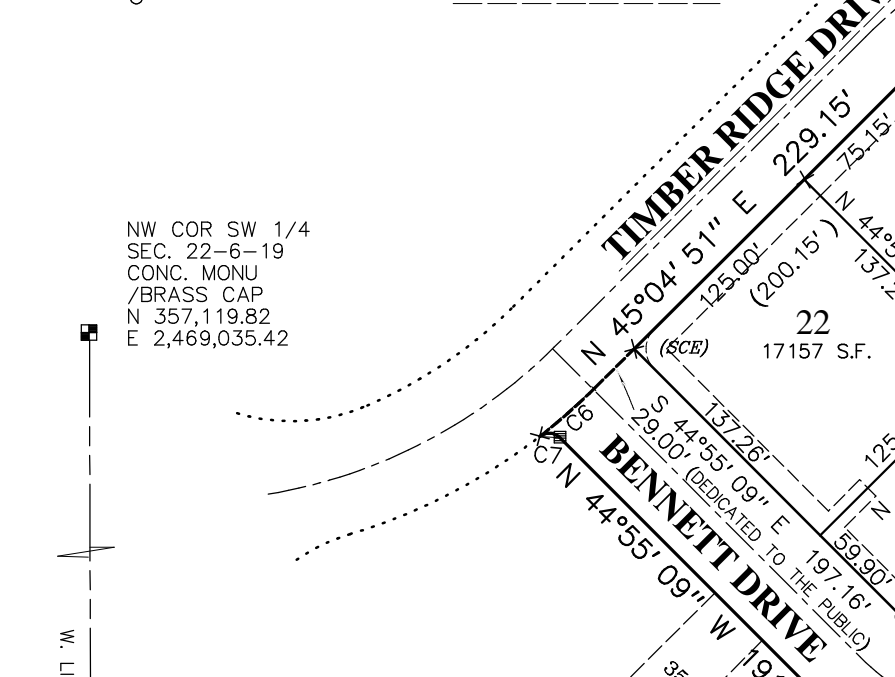 NW COR SW 1/4
SEC. 22-6-19
CONC. MONU
/BRASS CAP
N 357,119.82
E 2,469,035.42
TIMBER RIDGE
N 45°04' 51" E 229.15'
75.15'
125.00'
(200.15')
22
17157 S.F.
(SCE)
N 44°
137.2
C6
C7
29.00'
137.26'
S 44°55' 09" E 197.16'
BENNETT DRIVE
(DEDICATED TO THE PUBLIC)
N 44°55' 09" W
59.90'
N
W.